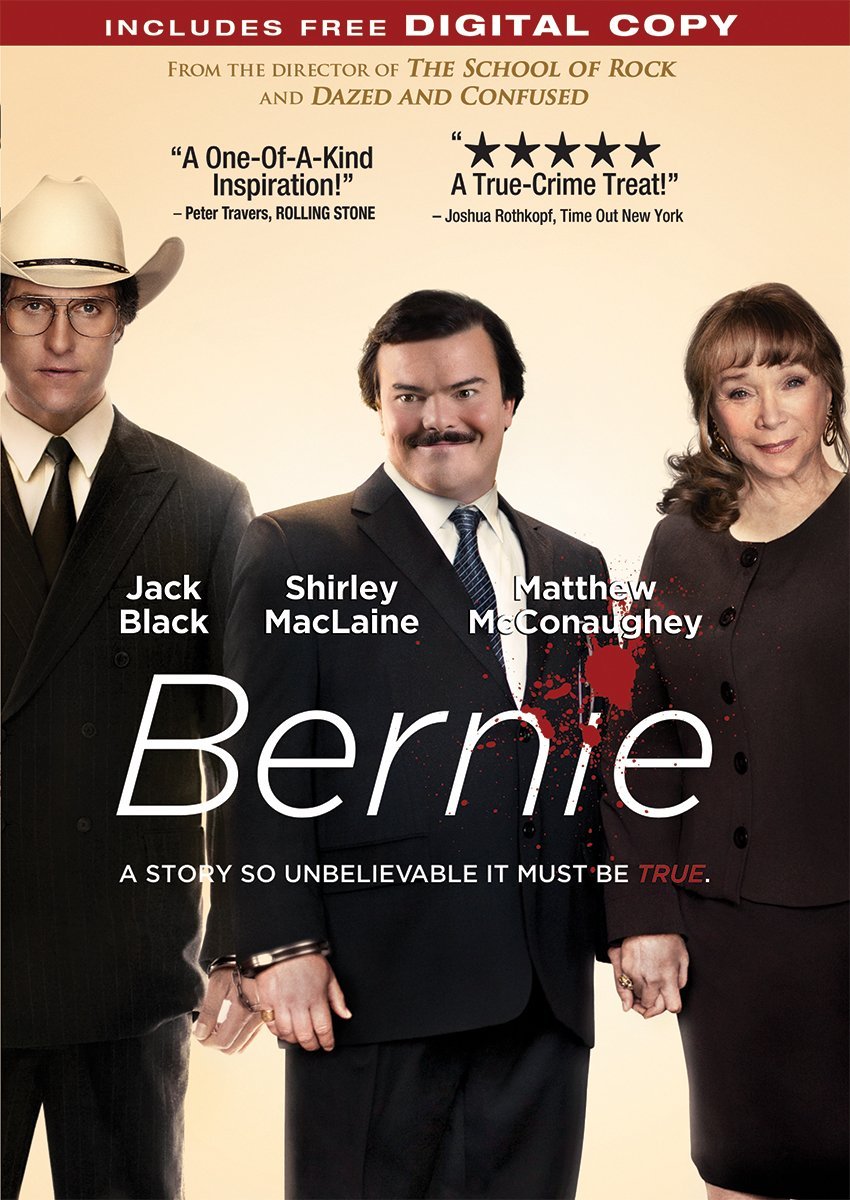 INCLUDES FREE DIGITAL COPY
FROM THE DIRECTOR OF THE SCHOOL OF ROCK
AND DAZED AND CONFUSED
“A One-Of-A-Kind
Inspiration!”
– Peter Travers, ROLLING STONE
“★★★★★
A True-Crime Treat!”
– Joshua Rothkopf, Time Out New York
Jack
Black
Shirley
MacLaine
Matthew
McConaughey
Bernie
A STORY SO UNBELIEVABLE IT MUST BE TRUE.